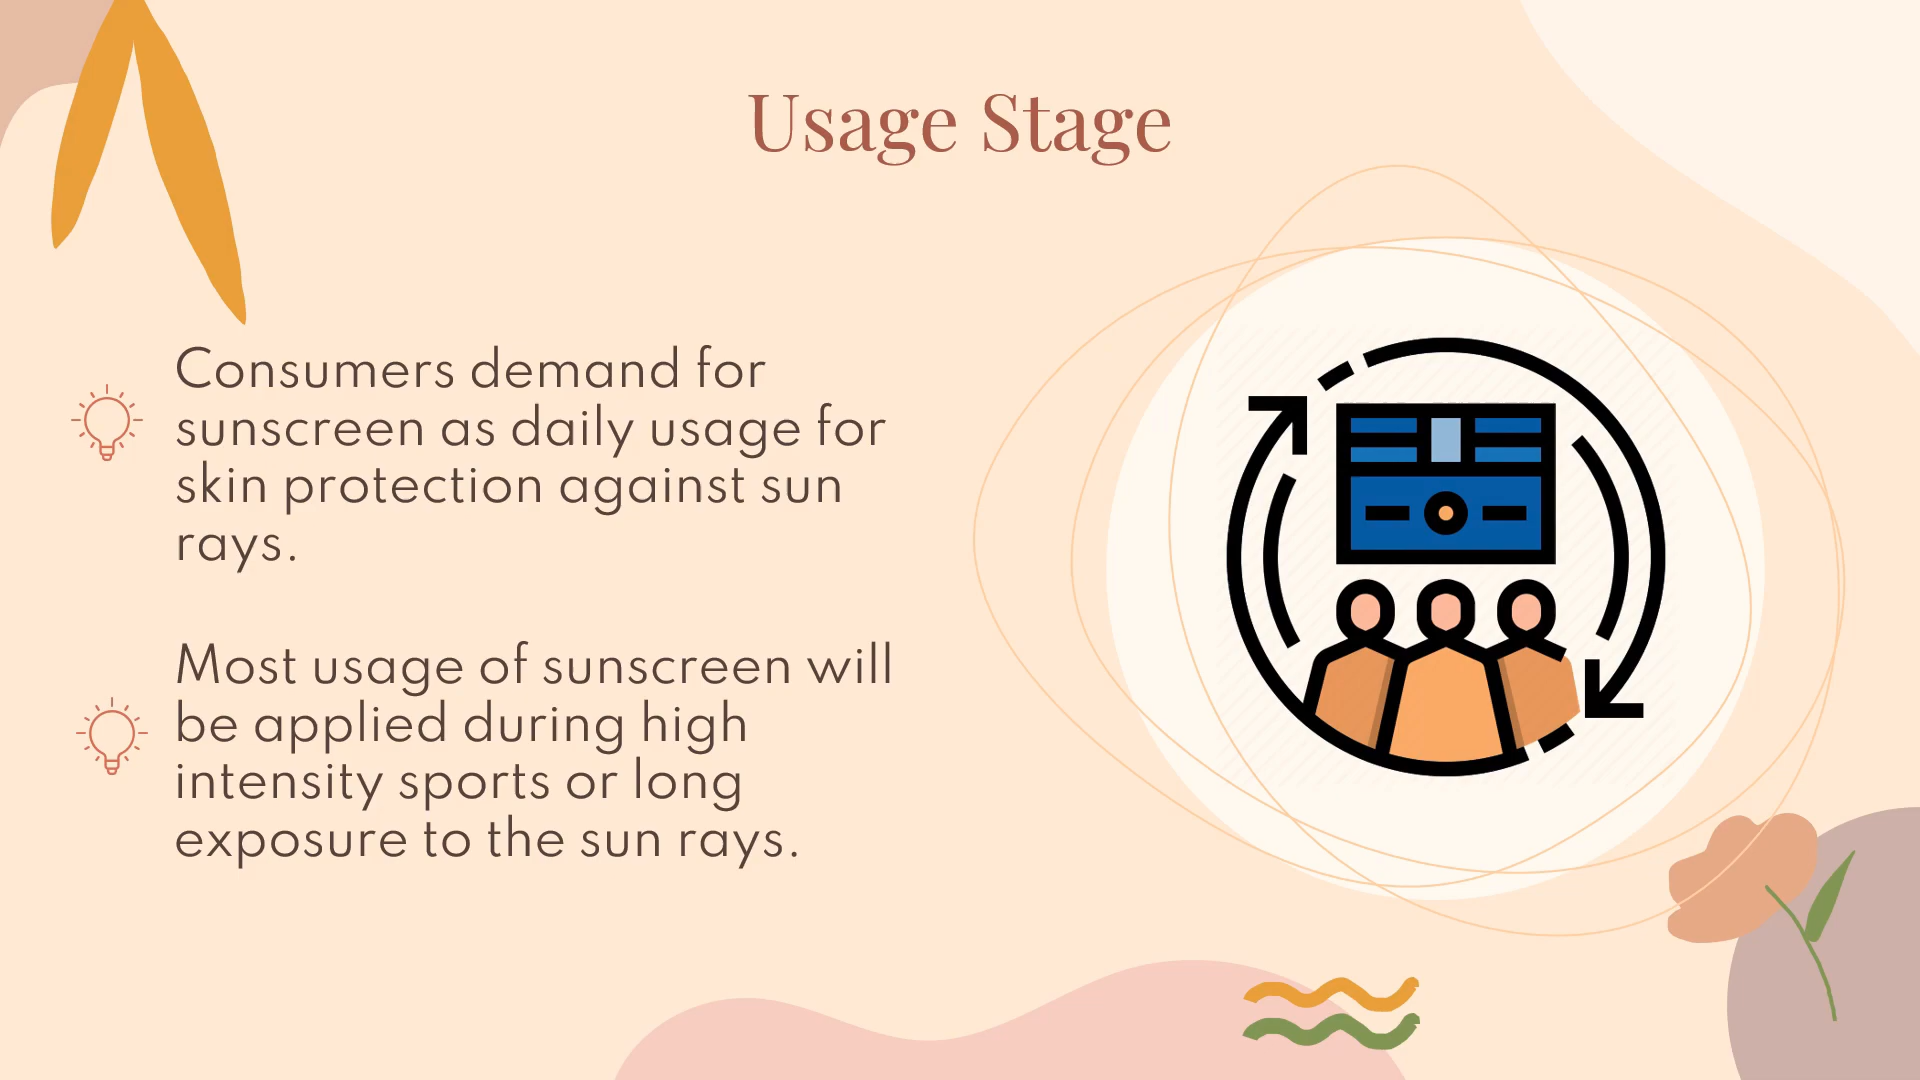 Usage Stage
Consumers demand for
sunscreen as daily usage for
skin protection against sun
rays.
Most usage of sunscreen will
be applied during high
intensity sports or long
exposure to the sun rays.